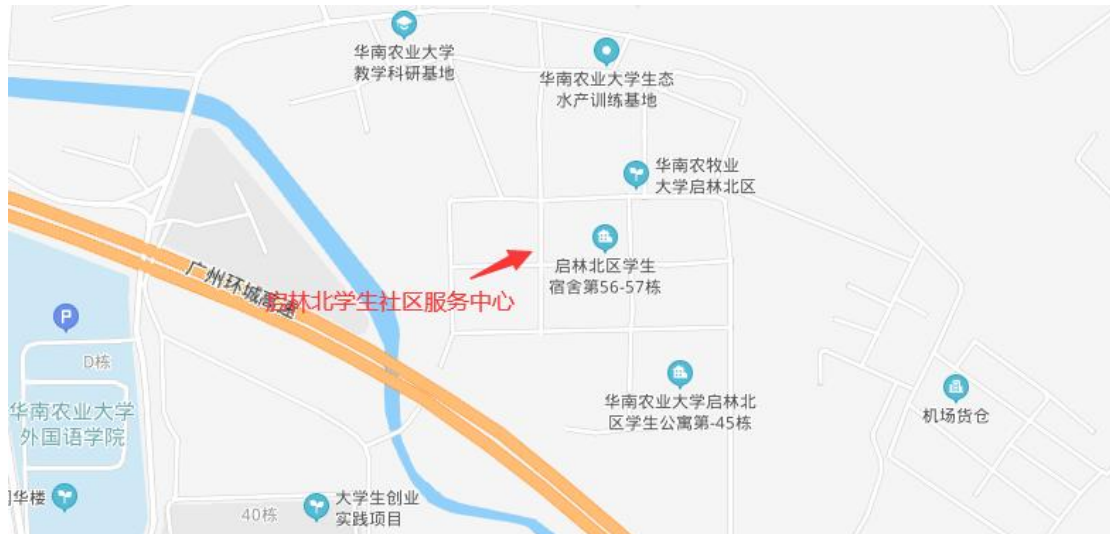 华南农业大学
教学科研基地
华南农业大学生态
水产训练基地
华南农牧业
大学启林北区
启林北区学生
宿舍第56-57栋
广州环城高速
启林北学生社区服务中心
P
D栋
华南农业大学
外国语学院
华南农业大学启林北
区学生公寓第-45栋
机场货仓
华楼
40栋
大学生创业
实践项目